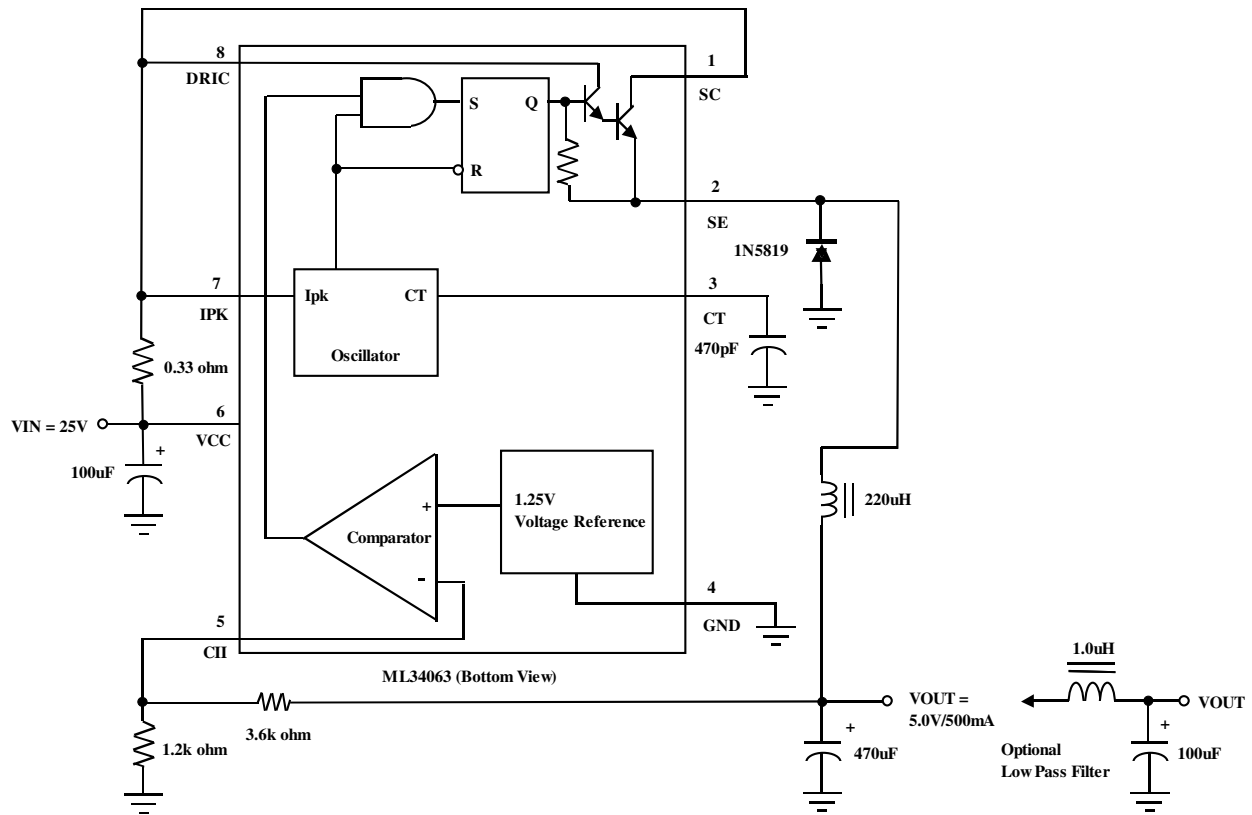 8
DRIC
1
SC
S
Q
R
2
SE
1N5819
7
IPK
Ipk
CT
Oscillator
3
CT
470pF
0.33 ohm
VIN = 25V
6
VCC
100uF
+
220uH
Comparator
+
-
1.25V
Voltage Reference
4
GND
5
CII
ML34063 (Bottom View)
3.6k ohm
1.2k ohm
VOUT =
5.0V/500mA
+
470uF
1.0uH
VOUT
Optional
Low Pass Filter
+
100uF